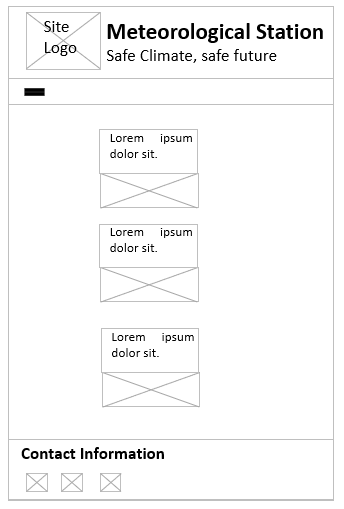 Site
Logo
Meteorological Station
Safe Climate, safe future
Lorem ipsum
dolor sit.
Lorem ipsum
dolor sit.
Lorem ipsum
dolor sit.
Contact Information